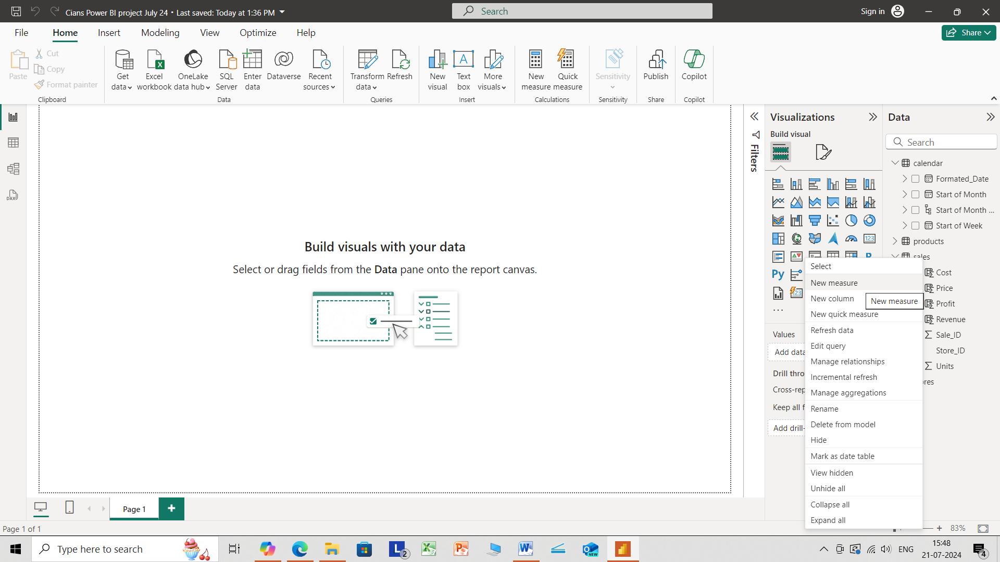 Cians Power BI project July 24 • Last saved: Today at 1:36 PM
Search
Sign in
File Home Insert Modeling View Optimize Help
Share
Paste
Cut
Copy
Format painter
Clipboard
Get data
Excel workbook
OneLake data hub
SQL Server
Enter data
Dataverse
Recent sources
Data
Transform data
Refresh
Queries
New visual
Text box
More visuals
Insert
New measure
Quick measure
Calculations
Sensitivity
Sensitivity
Publish
Share
Copilot
Copilot
DAX
Build visuals with your data
Select or drag fields from the Data pane onto the report canvas.
Filters
Visualizations
Build visual
123
Py
123
...
Values
Add data
Drill thro
Cross-rep
Keep all f
Add drill-
Select
New measure
New column
New measure
New quick measure
Refresh data
Edit query
Manage relationships
Incremental refresh
Manage aggregations
Rename
Delete from model
Hide
Mark as date table
View hidden
Unhide all
Collapse all
Expand all
Data
Search
calendar
Formated_Date
Start of Month
Start of Month ...
Start of Week
products
sales
Cost
Price
Profit
Revenue
Sale_ID
Store_ID
Units
ores
Page 1
Page 1 of 1
83%
Type here to search
L 2
NEW
ENG
15:48
21-07-2024
4